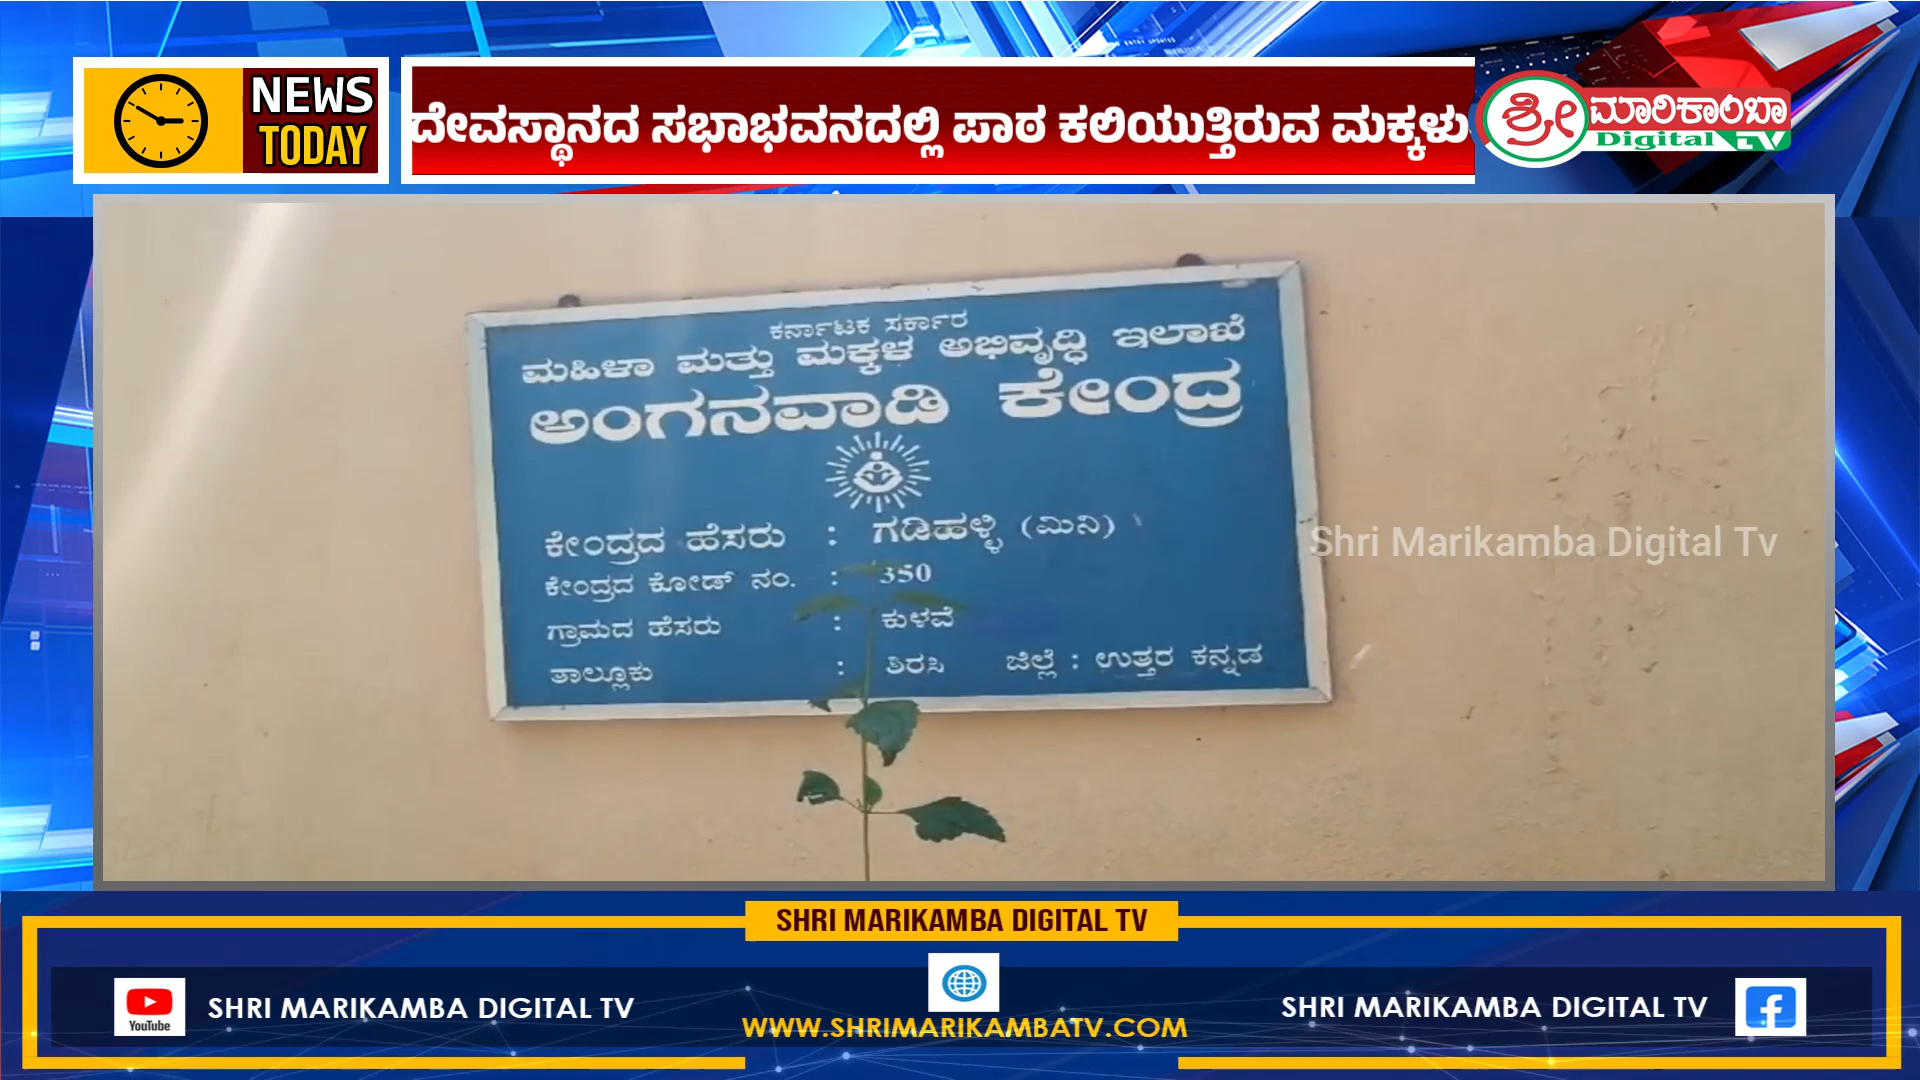 NEWS
TODAY
ದೇವಸ್ಥಾನದ ಸಭಾಭವನದಲ್ಲಿ ಪಾಠ ಕಲಿಯುತ್ತಿರುವ ಮಕ್ಕಳು
ಶ್ರೀ ಮಾರಿಕಾಂಬಾ
Digital TV
ಕರ್ನಾಟಕ ಸರ್ಕಾರ
ಮಹಿಳಾ ಮತ್ತು ಮಕ್ಕಳ ಅಭಿವೃದ್ಧಿ ಇಲಾಖೆ
ಅಂಗನವಾಡಿ ಕೇಂದ್ರ
ಕೇಂದ್ರದ ಹೆಸರು : ಗಡಿಹಳ್ಳಿ (ಮಿನಿ)
ಕೇಂದ್ರದ ಕೋಡ್ ನಂ. : 350
ಗ್ರಾಮದ ಹೆಸರು : ಕುಳವೆ
ತಾಲ್ಲೂಕು : ಶಿರಸಿ ಜಿಲ್ಲೆ : ಉತ್ತರ ಕನ್ನಡ
Shri Marikamba Digital Tv
SHRI MARIKAMBA DIGITAL TV
YouTube
SHRI MARIKAMBA DIGITAL TV
WWW.SHRIMARIKAMBATV.COM
SHRI MARIKAMBA DIGITAL TV